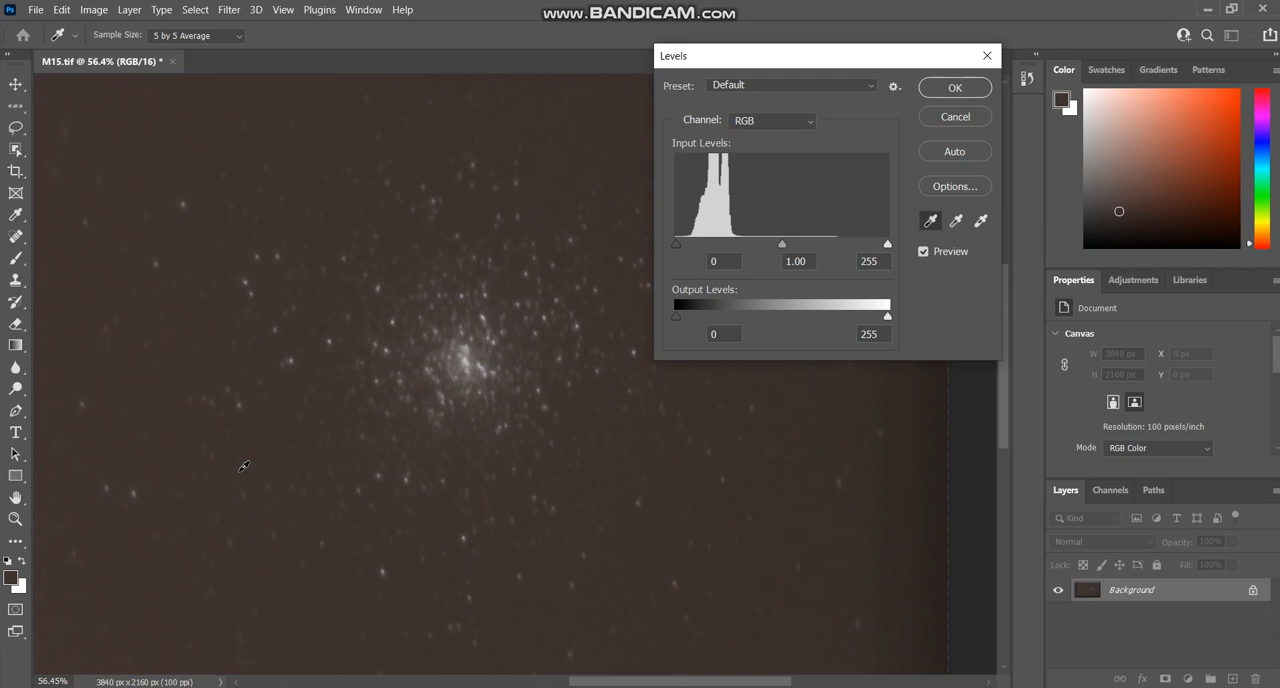 Ps File Edit Image Layer Type Select Filter 3D View Plugins Window Help
www.BANDICAM.com
Sample Size: 5 by 5 Average
M15.tif @ 56.4% (RGB/16) * ×
Levels
Preset: Default
OK
Channel: RGB
Cancel
Input Levels:
Auto
Options...
Preview
0 1.00 255
Output Levels:
0 255
Color Swatches Gradients Patterns
Properties Adjustments Libraries
Document
Canvas
W 3840 px X 0 px
H 2160 px Y 0 px
Resolution: 100 pixels/inch
Mode RGB Color
Layers Channels Paths
Kind
Normal Opacity: 100%
Lock: Fill: 100%
Background
56.45% 3840 px x 2160 px (100 ppi)